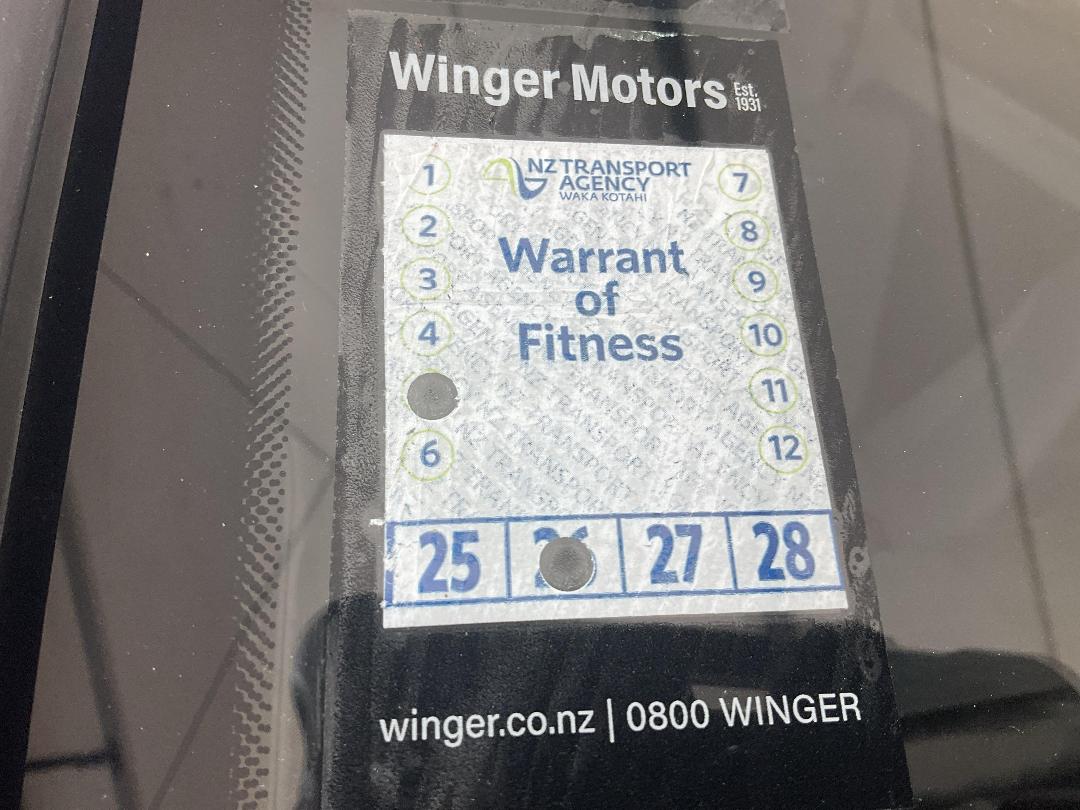 Winger Motors Est. 1931
NZ TRANSPORT
AGENCY
WAKA KOTAHI
1
2
3
4
6
7
8
9
10
11
12
Warrant
of
Fitness
25 26 27 28
winger.co.nz | 0800 WINGER